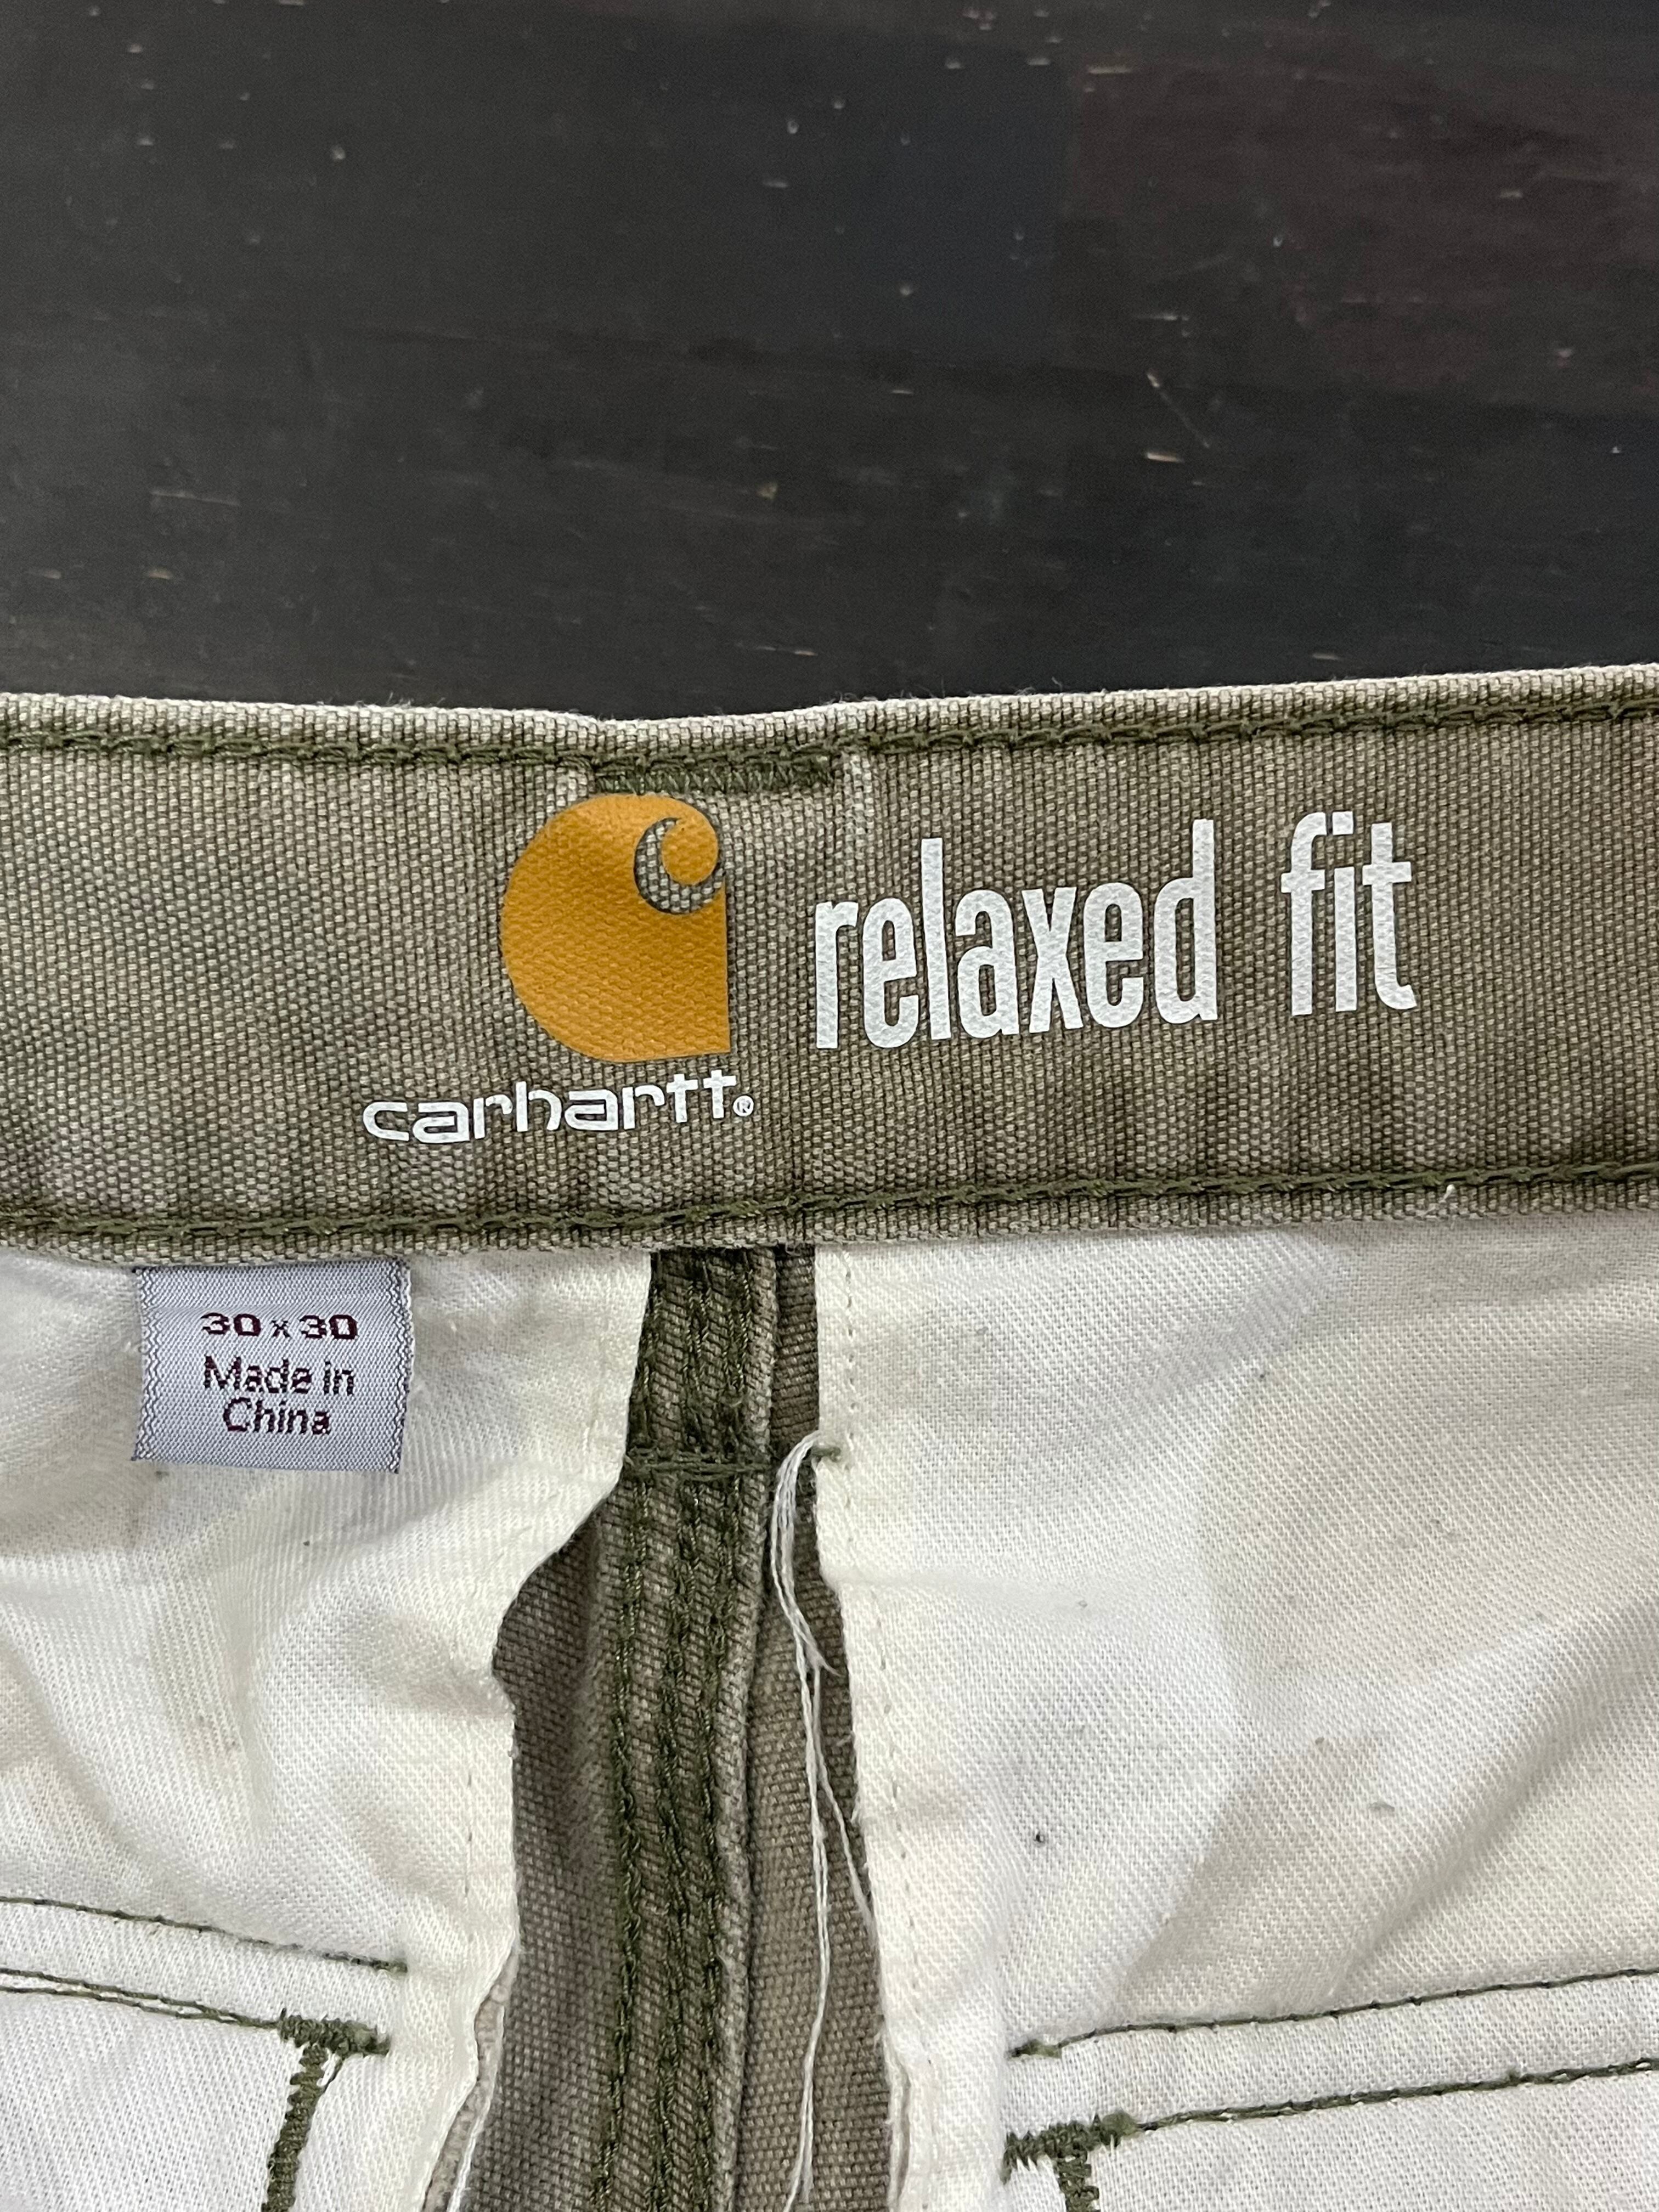 relaxed fit
carhartt®
30 x 30
Made in
China